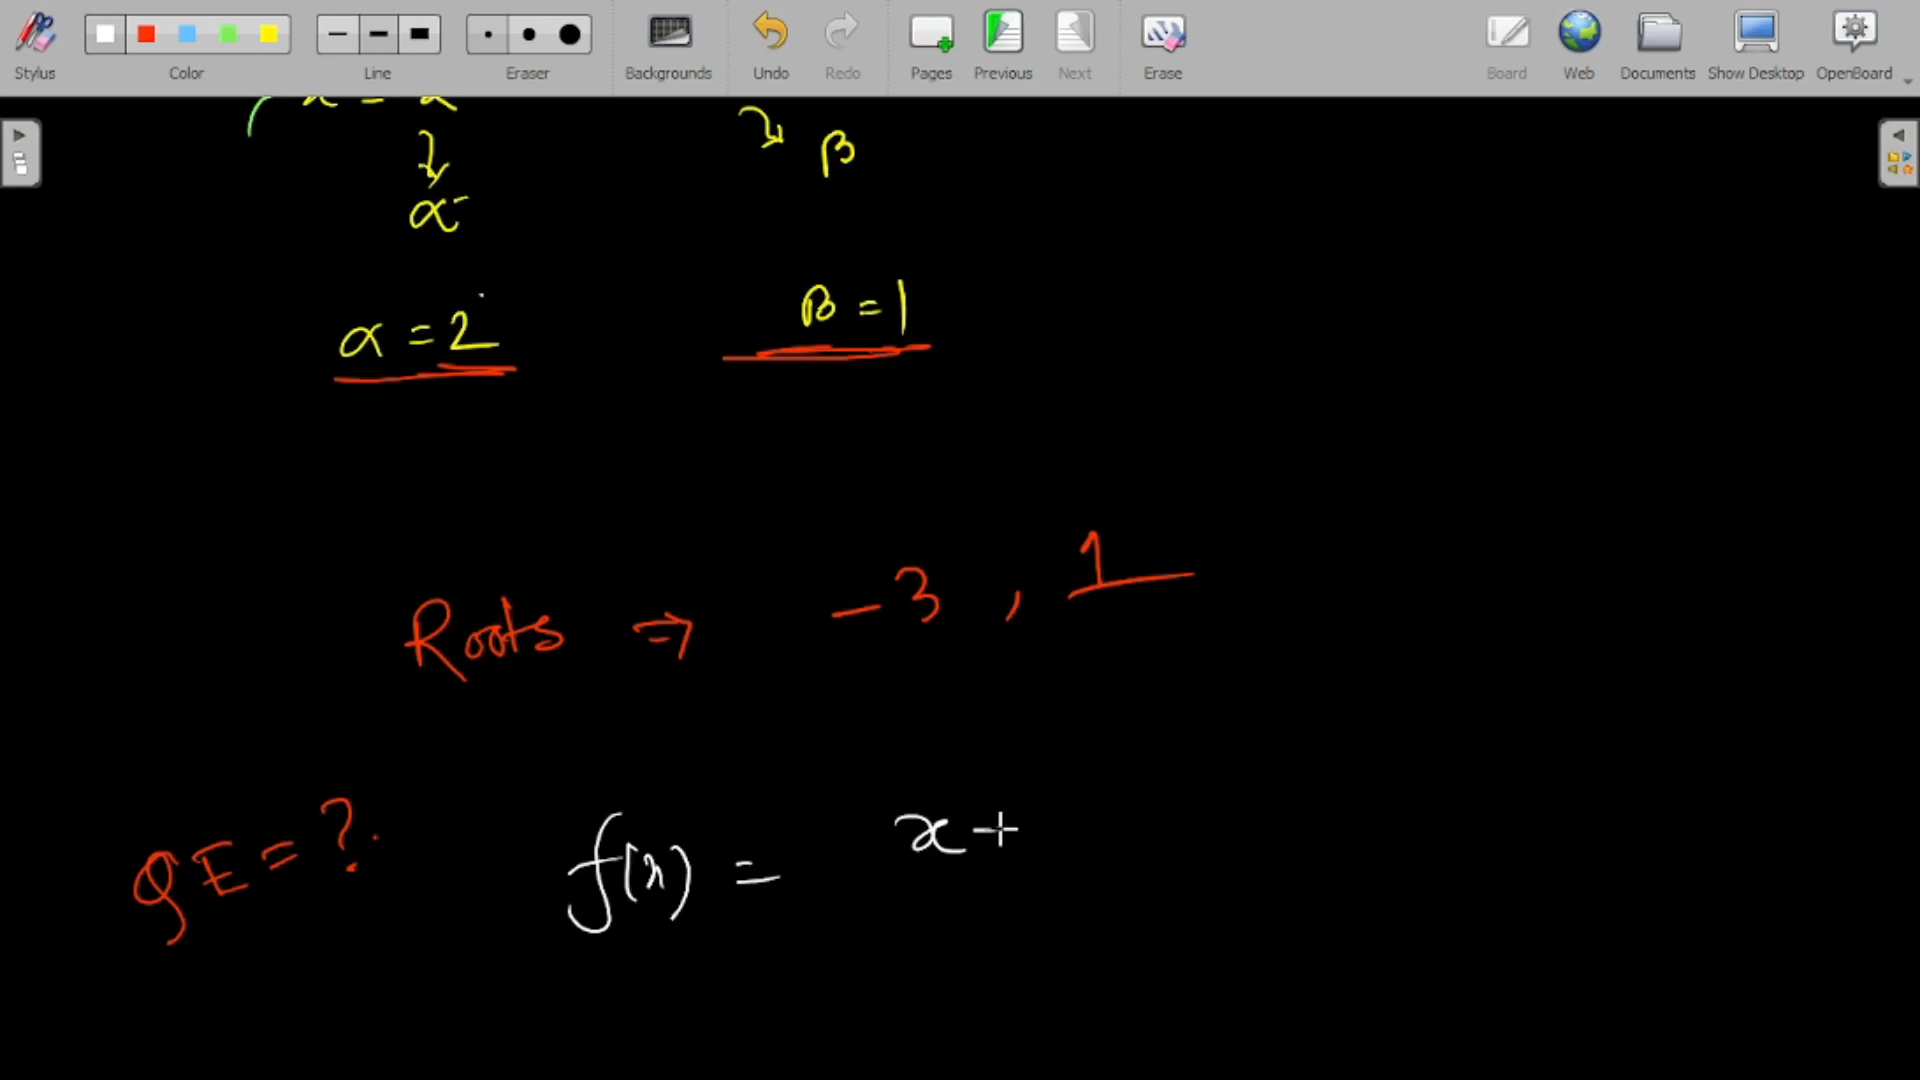 Stylus Color Line Eraser Backgrounds Undo Redo Pages Previous Next Erase Board Web Documents Show Desktop OpenBoard
β
α
α = 2
β = 1
Roots ⇒ -3 , 1
QE = ?
f(x) = x +